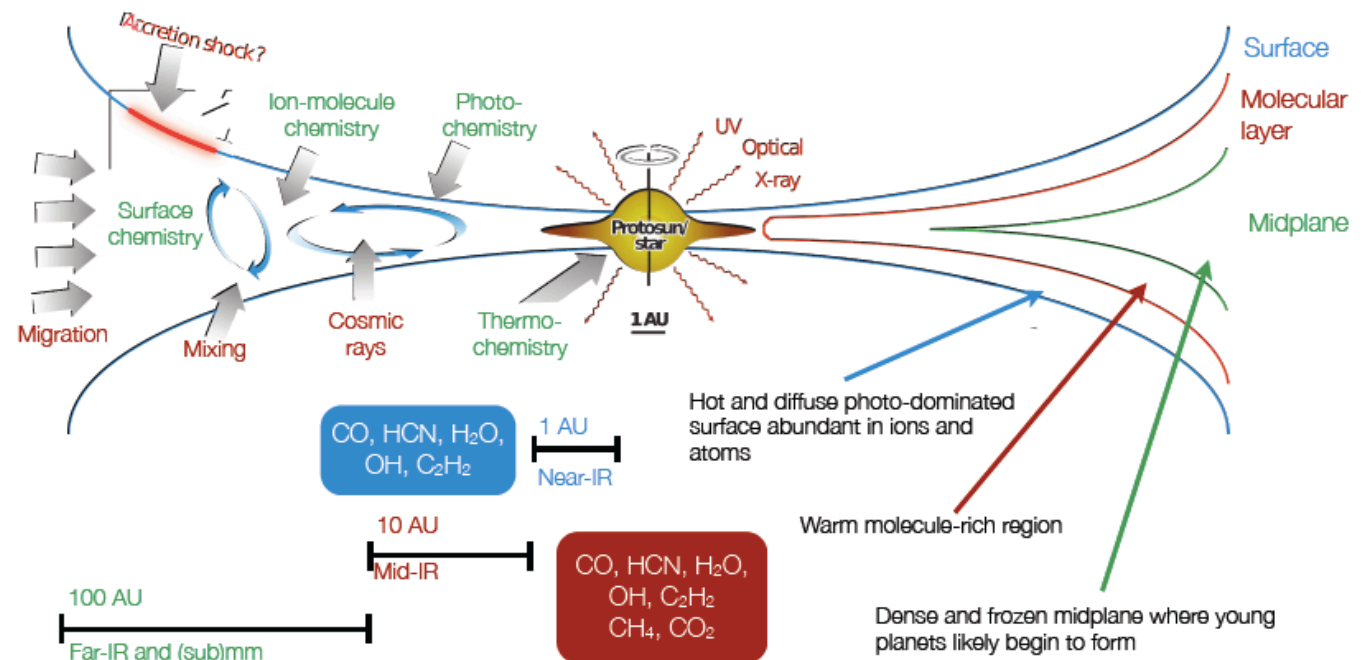 Accretion shock?
Ion-molecule
chemistry
Photo-
chemistry
UV
Optical
X-ray
Surface
Molecular
layer
Surface
chemistry
Protosun/
star
Midplane
Migration
Mixing
Cosmic
rays
Thermo-
chemistry
1 AU
Hot and diffuse photo-dominated
surface abundant in ions and
atoms
CO, HCN, H₂O,
OH, C₂H₂
1 AU
Near-IR
Warm molecule-rich region
10 AU
Mid-IR
CO, HCN, H₂O,
OH, C₂H₂
CH₄, CO₂
Dense and frozen midplane where young
planets likely begin to form
100 AU
Far-IR and (sub)mm